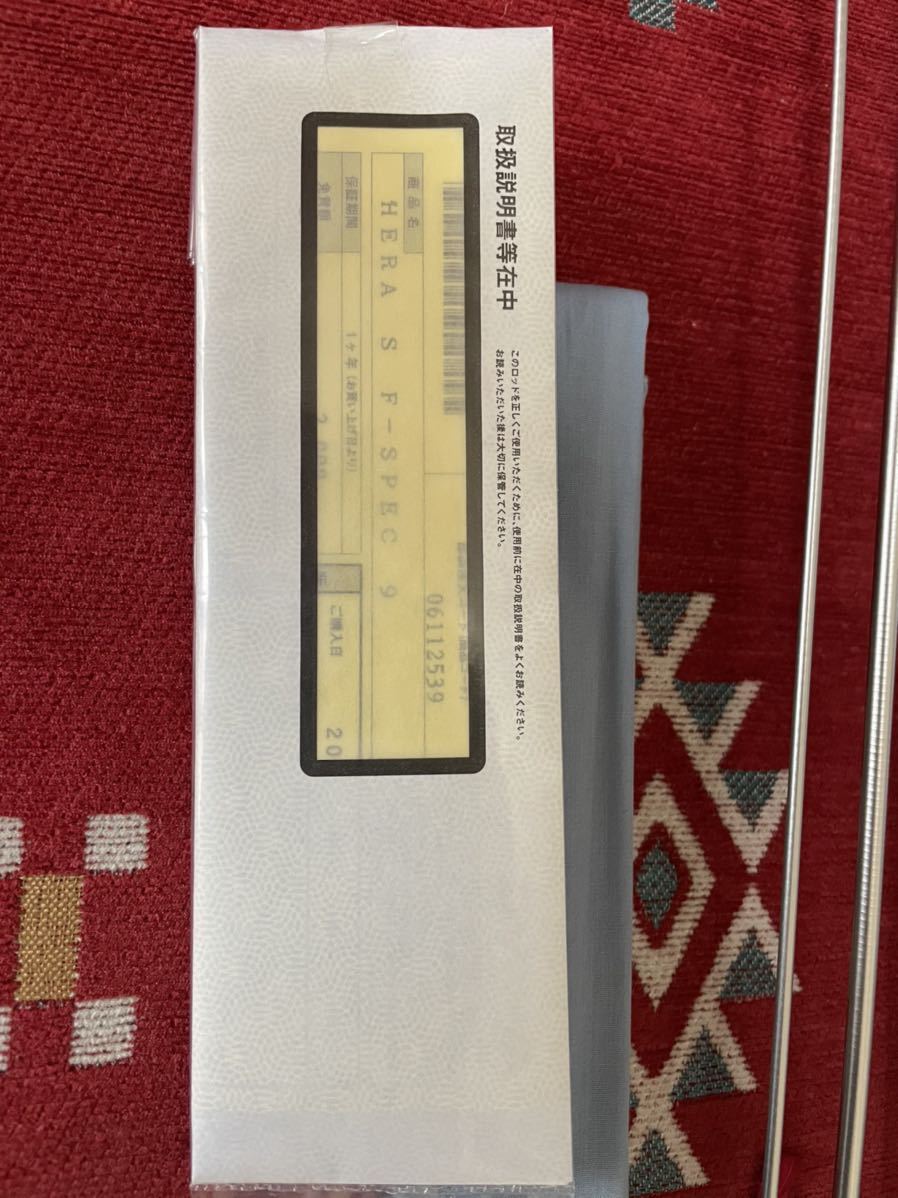 取扱説明書等在中
このロッドを正しくご使用いただくために、使用前に在中の取扱説明書をよくお読みください。
お読みいただいた後は大切に保管してください。
06112539
商品名
HERA S F-SPEC 9
保証期間
1ヶ年(お買い上げ日より)
ご購入日
20
免責額